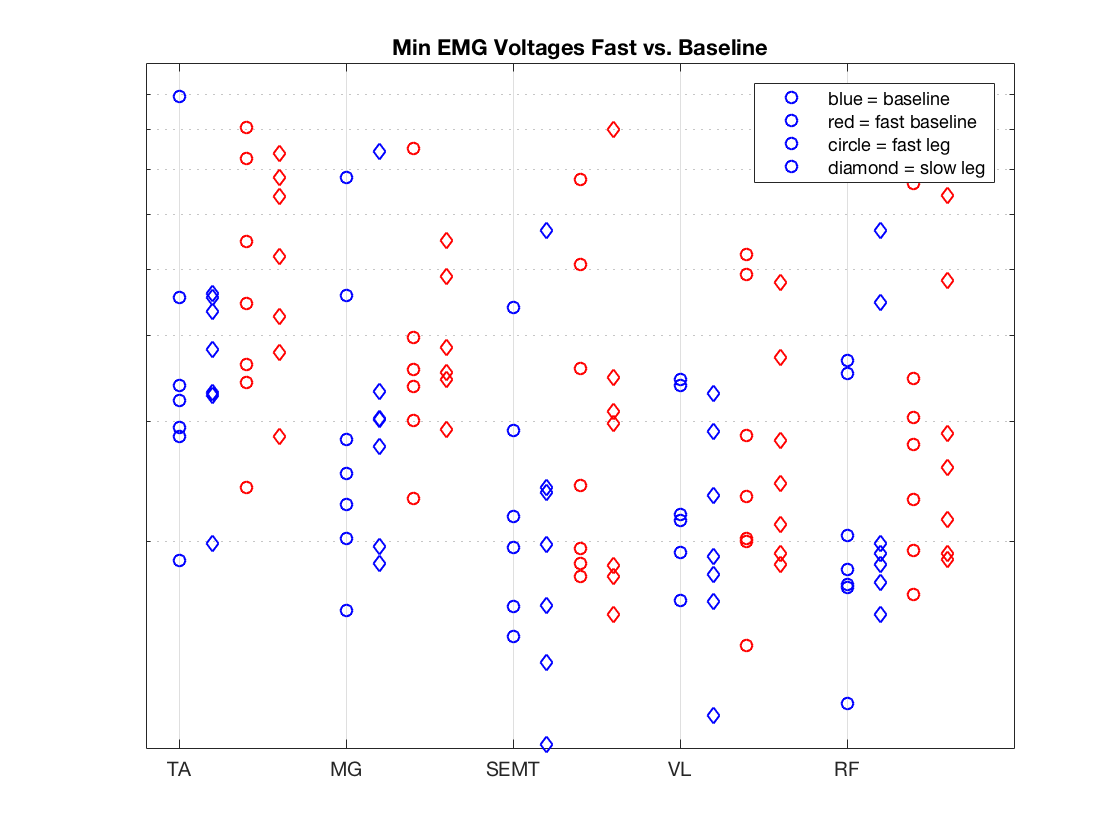 Min EMG Voltages Fast vs. Baseline
blue = baseline
red = fast baseline
circle = fast leg
diamond = slow leg
TA MG SEMT VL RF